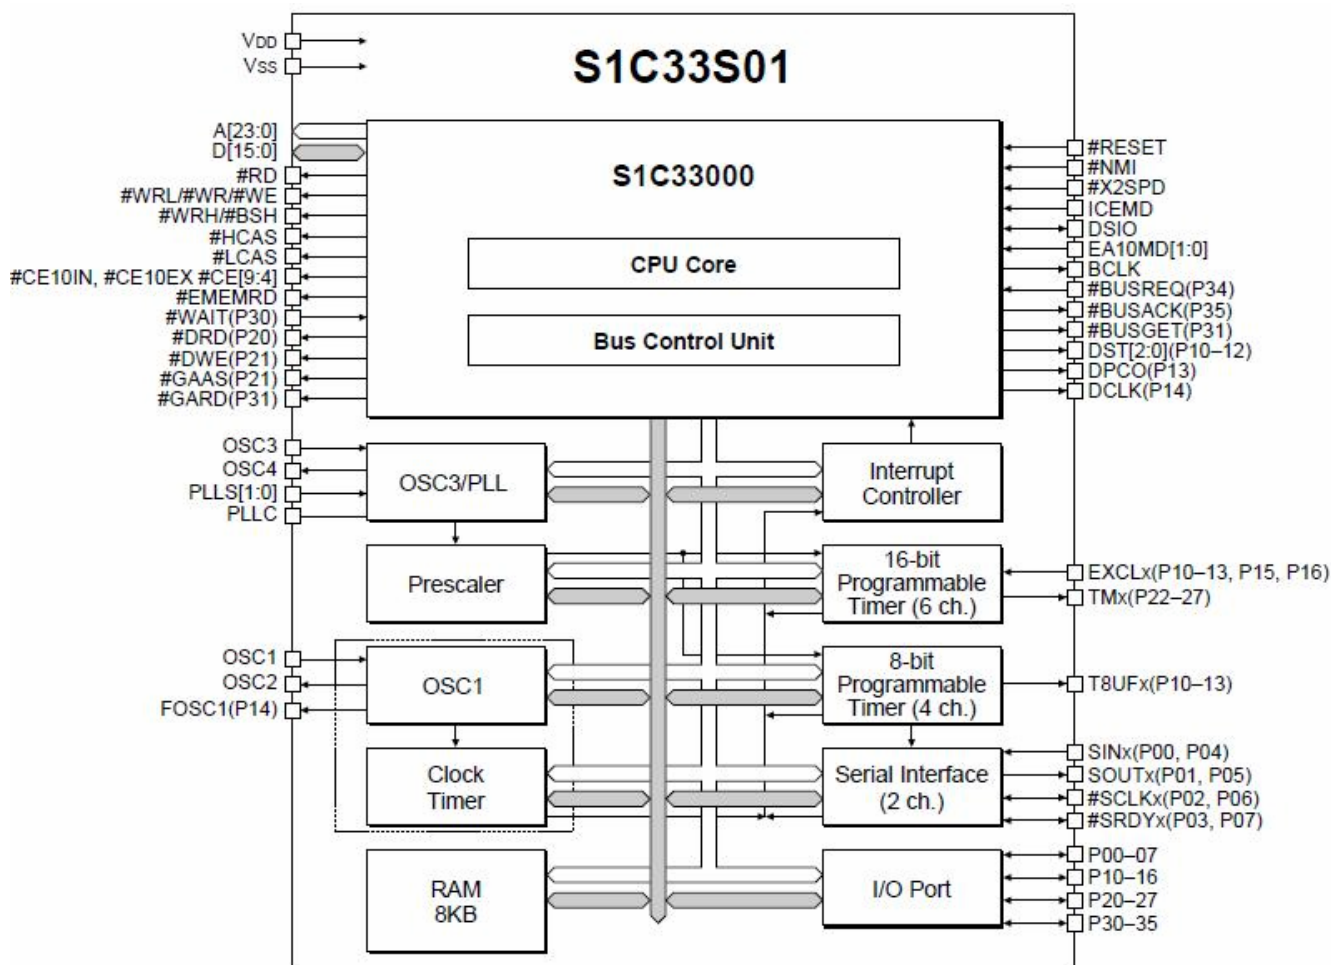 VDD
VSS
S1C33S01
A[23:0]
D[15:0]
#RD
#WRL/#WR/#WE
#WRH/#BSH
#HCAS
#LCAS
#CE10IN, #CE10EX #CE[9:4]
#EMEMRD
#WAIT(P30)
#DRD(P20)
#DWE(P21)
#GAAS(P21)
#GARD(P31)
S1C33000
CPU Core
Bus Control Unit
#RESET
#NMI
#X2SPD
ICEMD
DSIO
EA10MD[1:0]
BCLK
#BUSREQ(P34)
#BUSACK(P35)
#BUSGET(P31)
DST[2:0](P10–12)
DPCO(P13)
DCLK(P14)
OSC3
OSC4
PLLS[1:0]
PLLC
OSC3/PLL
Interrupt
Controller
Prescaler
16-bit
Programmable
Timer (6 ch.)
EXCLx(P10–13, P15, P16)
TMx(P22–27)
OSC1
OSC2
FOSC1(P14)
OSC1
8-bit
Programmable
Timer (4 ch.)
T8UFx(P10–13)
Clock
Timer
Serial Interface
(2 ch.)
SINx(P00, P04)
SOUTx(P01, P05)
#SCLKx(P02, P06)
#SRDYx(P03, P07)
RAM
8KB
I/O Port
P00–07
P10–16
P20–27
P30–35